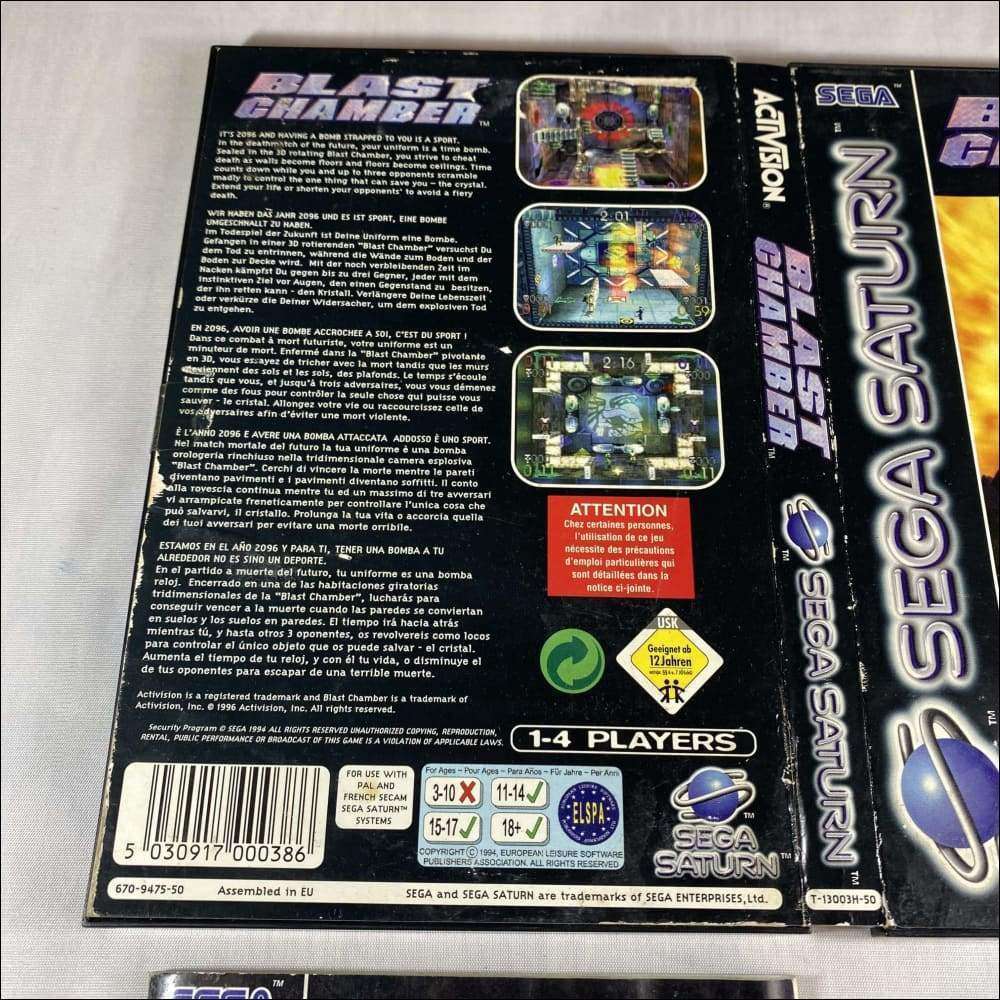 BLAST
CHAMBER™
IT'S 2096 AND HAVING A BOMB STRAPPED TO YOU IS A SPORT.
In the deathmatch of the future, your uniform is a time bomb.
Sealed in the 3D rotating Blast Chamber, you strive to cheat
death as walls become floors and floors become ceilings. Time
counts down while you and up to three opponents scramble
madly to control the one thing that can save you – the crystal.
Extend your life or shorten your opponents' to avoid a fiery
death.
WIR HABEN DAS JAHR 2096 UND ES IST SPORT, EINE BOMBE
UMGESCHNALLT ZU HABEN.
Im Todespiel der Zukunft ist Deine Uniform eine Bombe.
Gefangen in einer 3D rotierenden "Blast Chamber" versuchst Du
dem Tod zu entrinnen, während die Wände zum Boden und der
Boden zur Decke wird. Mit der noch verbleibenden Zeit im
Nacken kämpfst Du gegen bis zu drei Gegner, jeder mit dem
instinktiven Ziel vor Augen, den einen Gegenstand zu besitzen,
der ihn retten kann - den Kristall. Verlängere Deine Lebenszeit
oder verkürze die Deiner Widersacher, um dem explosiven Tod
zu entgehen.
EN 2096, AVOIR UNE BOMBE ACCROCHEE A SOI, C'EST DU SPORT !
Dans ce combat à mort futuriste, votre uniforme est un
minuteur de mort. Enfermé dans la "Blast Chamber" pivotante
en 3D, vous essayez de tricher avec la mort tandis que les murs
deviennent des sols et les sols, des plafonds. Le temps s'écoule
tandis que vous, et jusqu'à trois adversaires, vous vous démenez
comme des fous pour contrôler la seule chose qui puisse vous
sauver - le cristal. Allongez votre vie ou raccourcissez celle de
vos adversaires afin d'éviter une mort violente.
È L'ANNO 2096 E AVERE UNA BOMBA ATTACCATA ADDOSSO È UNO SPORT.
Nel match mortale del futuro la tua uniforme è una bomba
orologeria rinchiuso nella tridimensionale camera esplosiva
"Blast Chamber". Cerchi di vincere la morte mentre le pareti
diventano pavimenti e i pavimenti diventano soffitti. Il conto
alla rovescia continua mentre tu ed un massimo di tre avversari
vi arrampicate freneticamente per controllare l'unica cosa che
può salvarvi, il cristallo. Prolunga la tua vita o accorcia quella
dei tuoi avversari per evitare una morte orribile.
ESTAMOS EN EL AÑO 2096 Y PARA TI, TENER UNA BOMBA A TU
ALREDEDOR NO ES SINO UN DEPORTE.
En el partido a muerte del futuro, tu uniforme es una bomba
reloj. Encerrado en una de las habitaciones giratorias
tridimensionales de la "Blast Chamber", lucharás para
conseguir vencer a la muerte cuando las paredes se conviertan
en suelos y los suelos en paredes. El tiempo irá hacia atrás
mientras tú, y hasta otros 3 oponentes, os revolvereis como locos
para controlar el único objeto que os puede salvar - el cristal.
Aumenta el tiempo de tu reloj, y con él tu vida, o disminuye el
de tus oponentes para escapar de una terrible muerte.
Activision is a registered trademark and Blast Chamber is a trademark of
Activision, Inc. © 1996 Activision, Inc. All rights reserved.
Security Program © SEGA 1994 ALL RIGHTS RESERVED UNAUTHORIZED COPYING, REPRODUCTION,
RENTAL, PUBLIC PERFORMANCE OR BROADCAST OF THIS GAME IS A VIOLATION OF APPLICABLE LAWS.
2:01
2:16
0:11
ATTENTION
Chez certaines personnes,
l'utilisation de ce jeu
nécessite des précautions
d'emploi particulières qui
sont détaillées dans la
notice ci-jointe.
USK
Geeignet ab
12 Jahren
1-4 PLAYERS
5 030917 000386
FOR USE WITH
PAL AND
FRENCH SECAM
SEGA SATURN™
SYSTEMS
For Ages – Pour Ages – Para Años – Für Jahre – Per Anni
3-10 11-14
15-17 18+
ELSPA
COPYRIGHT © 1994, EUROPEAN LEISURE SOFTWARE
PUBLISHERS ASSOCIATION. ALL RIGHTS RESERVED
SEGA
SATURN™
670-9475-50 Assembled in EU SEGA and SEGA SATURN are trademarks of SEGA ENTERPRISES, Ltd.
ACTIVISION®
BLAST
CHAMBER™
SEGA SATURN™
T-13003H-50
SEGA™
SEGA SATURN
SEGA™